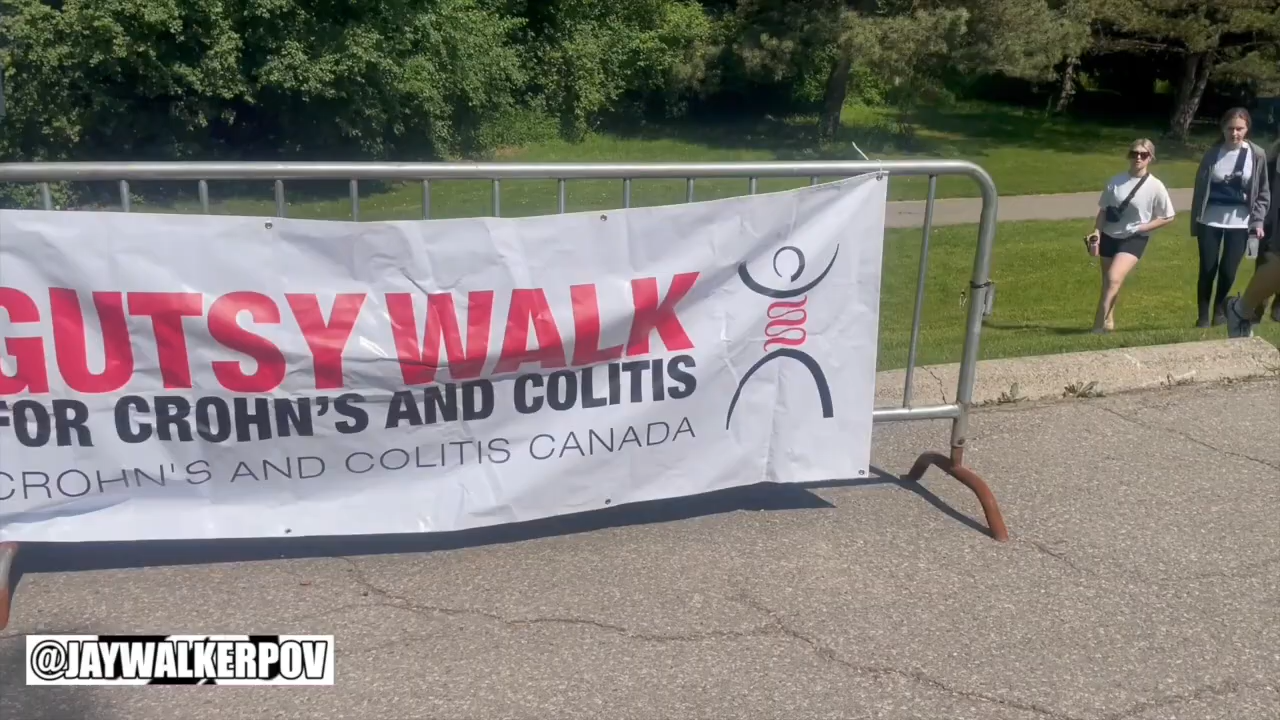 GUTSY WALK
FOR CROHN'S AND COLITIS
CROHN'S AND COLITIS CANADA
@JAYWALKERPOV